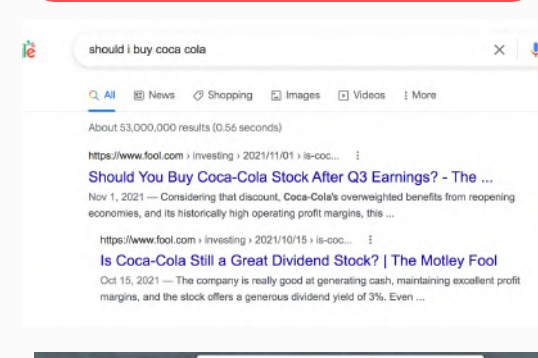 le
should i buy coca cola
All News Shopping Images Videos More
About 53,000,000 results (0.56 seconds)
https://www.fool.com › investing › 2021/11/01 › is-coc...
Should You Buy Coca-Cola Stock After Q3 Earnings? - The ...
Nov 1, 2021 — Considering that discount, Coca-Cola's overweighted benefits from reopening
economies, and its historically high operating profit margins, this ...
https://www.fool.com › investing › 2021/10/15 › is-coc...
Is Coca-Cola Still a Great Dividend Stock? | The Motley Fool
Oct 15, 2021 — The company is really good at generating cash, maintaining excellent profit
margins, and the stock offers a generous dividend yield of 3%. Even ...